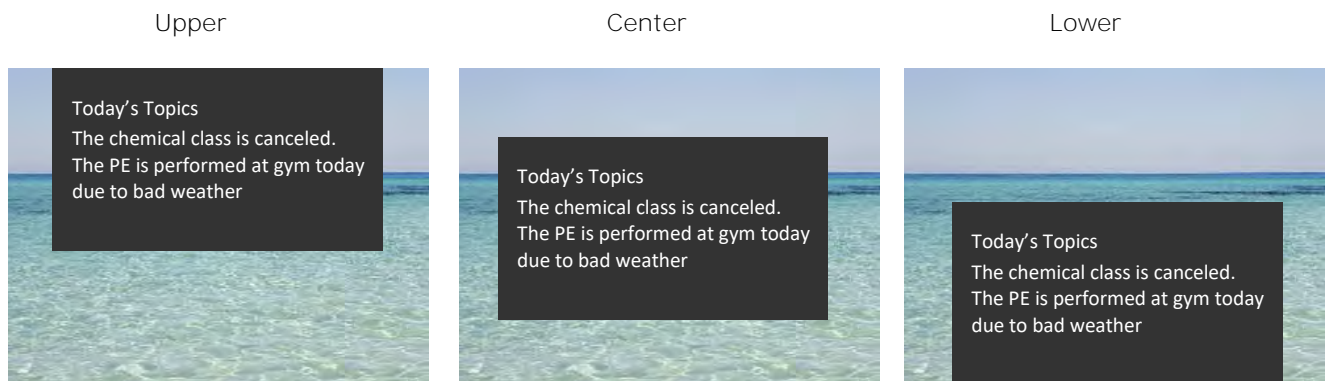 Upper
Center
Lower
Today’s Topics
The chemical class is canceled.
The PE is performed at gym today
due to bad weather
Today’s Topics
The chemical class is canceled.
The PE is performed at gym today
due to bad weather
Today’s Topics
The chemical class is canceled.
The PE is performed at gym today
due to bad weather